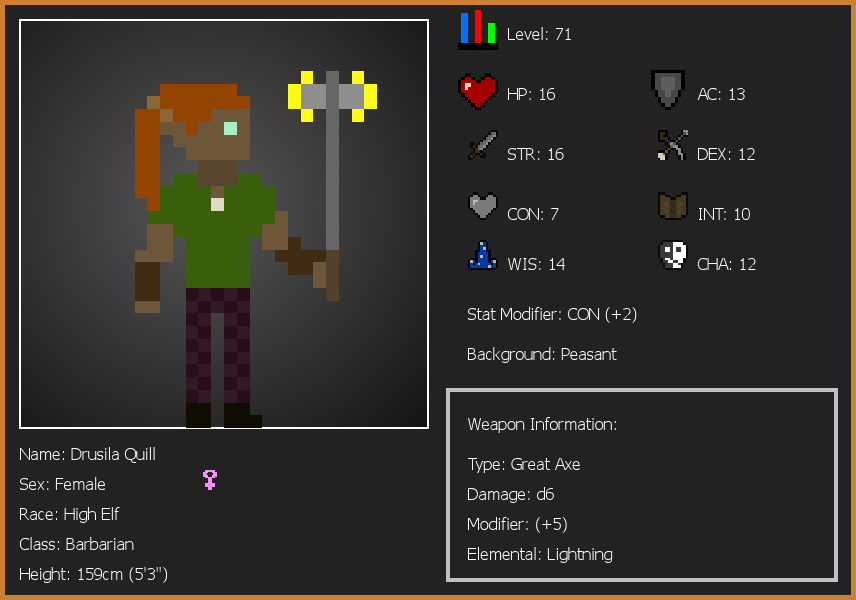 Level: 71
HP: 16
AC: 13
STR: 16
DEX: 12
CON: 7
INT: 10
WIS: 14
CHA: 12
Stat Modifier: CON (+2)
Background: Peasant
Weapon Information:
Type: Great Axe
Damage: d6
Modifier: (+5)
Elemental: Lightning
Name: Drusila Quill
Sex: Female
Race: High Elf
Class: Barbarian
Height: 159cm (5'3")